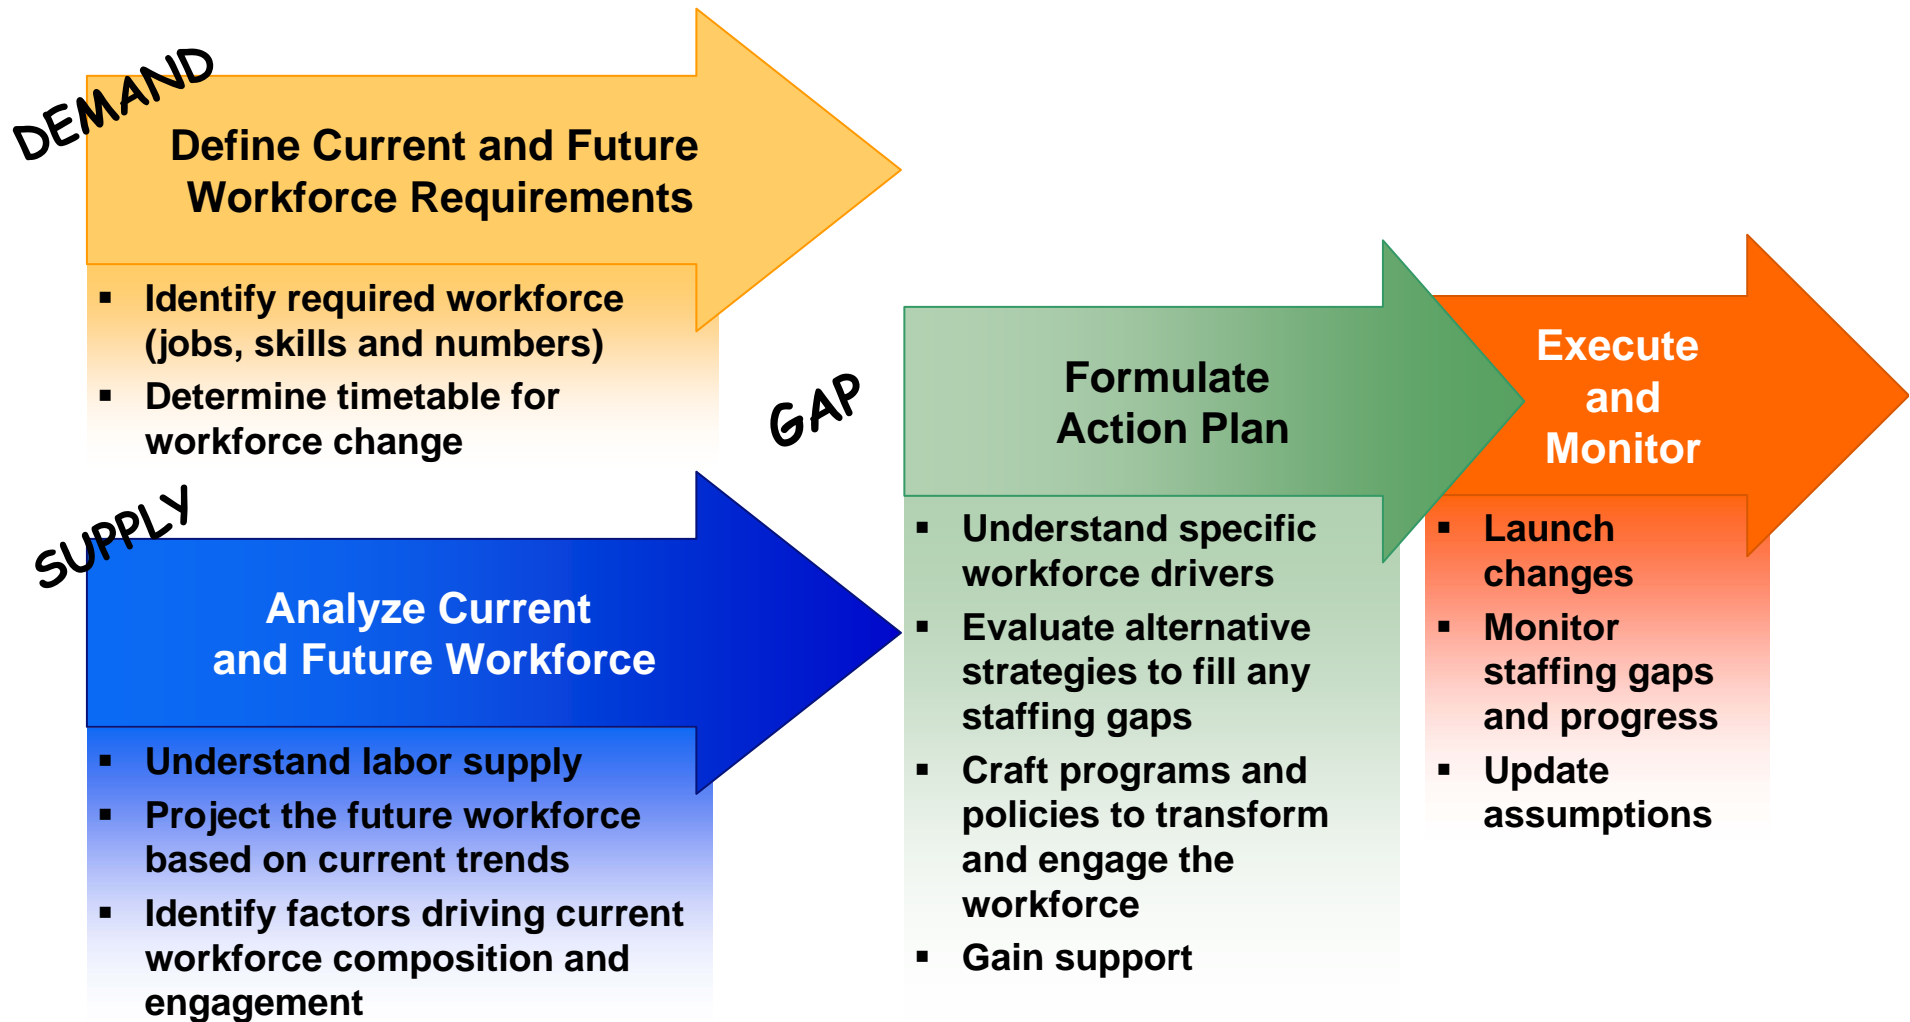 DEMAND
Define Current and Future
Workforce Requirements
▪ Identify required workforce
(jobs, skills and numbers)
▪ Determine timetable for
workforce change
SUPPLY
Analyze Current
and Future Workforce
▪ Understand labor supply
▪ Project the future workforce
based on current trends
▪ Identify factors driving current
workforce composition and
engagement
GAP
Formulate
Action Plan
▪ Understand specific
workforce drivers
▪ Evaluate alternative
strategies to fill any
staffing gaps
▪ Craft programs and
policies to transform
and engage the
workforce
▪ Gain support
Execute
and
Monitor
▪ Launch
changes
▪ Monitor
staffing gaps
and progress
▪ Update
assumptions